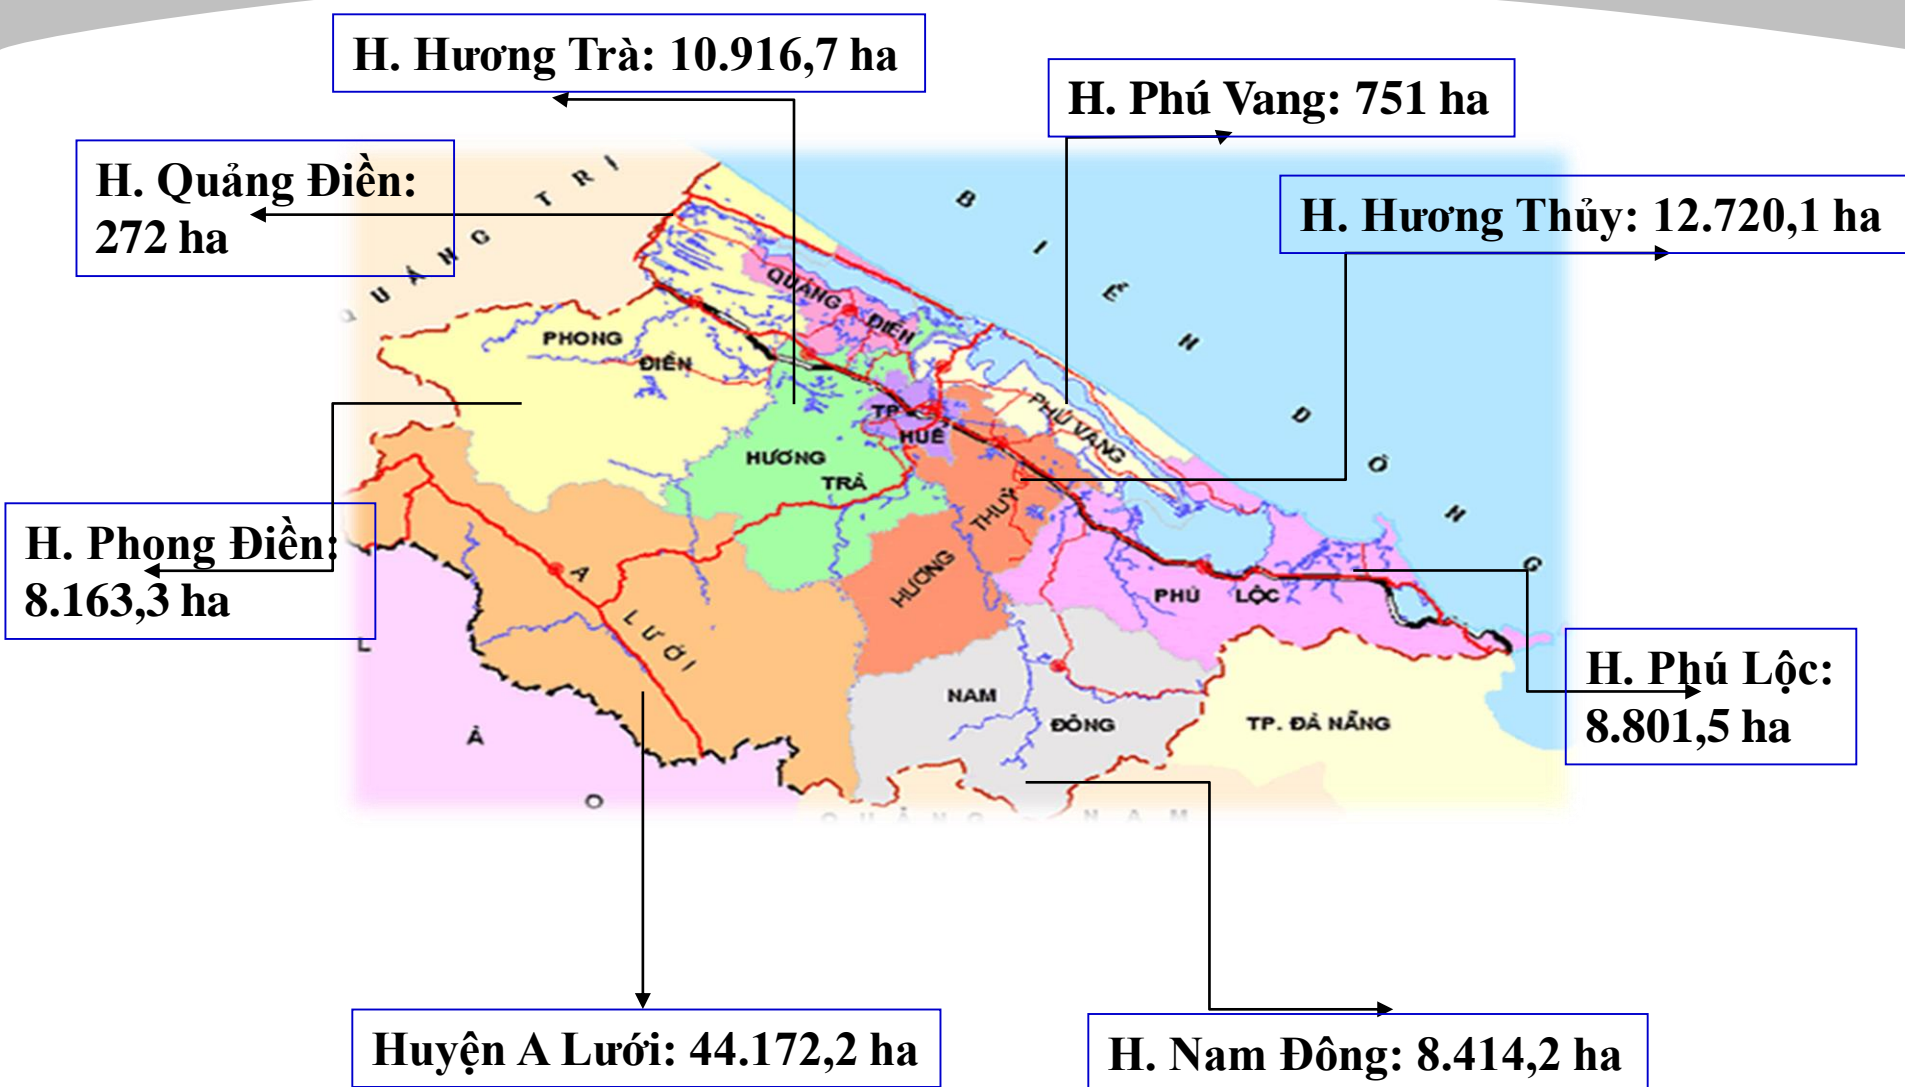 H. Hương Trà: 10.916,7 ha
H. Phú Vang: 751 ha
H. Quảng Điền:
272 ha
H. Hương Thủy: 12.720,1 ha
QUẢNG TRỊ
BIỂN ĐÔNG
QUẢNG
ĐIỀN
PHONG
ĐIỀN
TP
HUẾ
PHÚ VANG
HƯƠNG
TRÀ
HƯƠNG
THUỶ
H. Phong Điền:
8.163,3 ha
A LƯỚI
PHÚ LỘC
LÀO
NAM
ĐÔNG
TP. ĐÀ NẴNG
H. Phú Lộc:
8.801,5 ha
QUẢNG NAM
Huyện A Lưới: 44.172,2 ha
H. Nam Đông: 8.414,2 ha